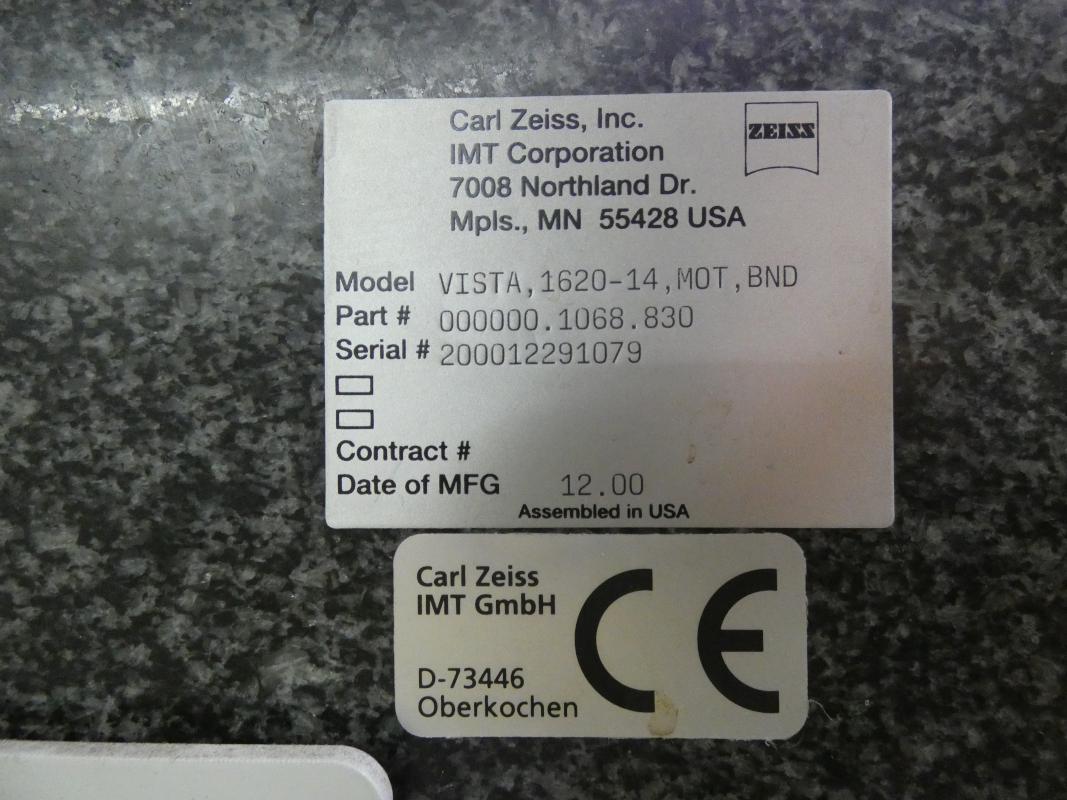 Carl Zeiss, Inc.
IMT Corporation
7008 Northland Dr.
Mpls., MN 55428 USA
ZEISS
Model VISTA,1620-14,MOT,BND
Part # 000000.1068.830
Serial # 200012291079
Contract #
Date of MFG 12.00
Assembled in USA
Carl Zeiss
IMT GmbH
D-73446
Oberkochen
CE